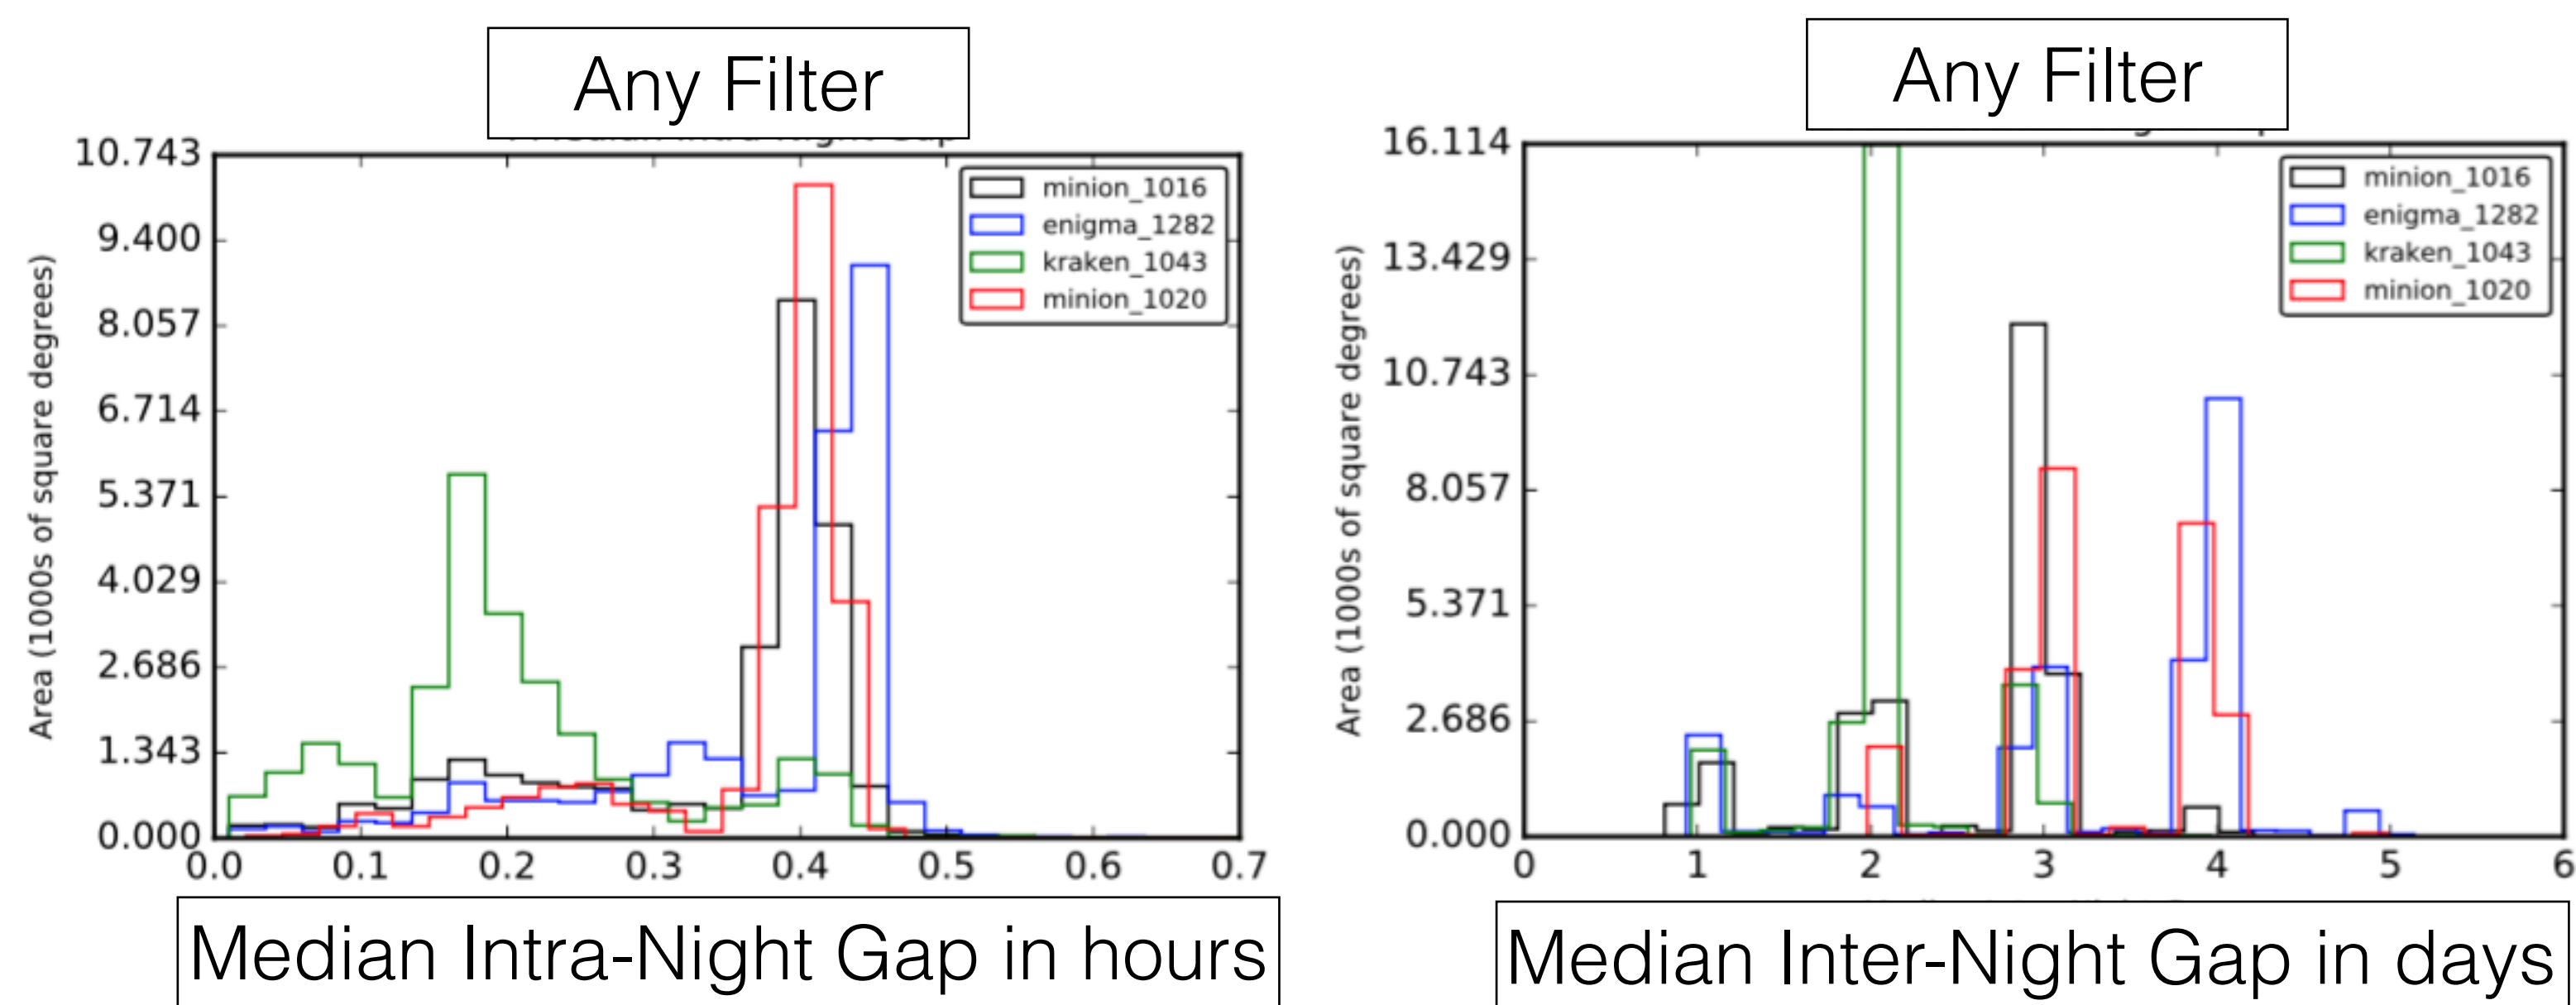 Any Filter
10.743
9.400
8.057
6.714
5.371
4.029
2.686
1.343
0.000
Area (1000s of square degrees)
minion_1016
enigma_1282
kraken_1043
minion_1020
0.0 0.1 0.2 0.3 0.4 0.5 0.6 0.7
Median Intra-Night Gap in hours
Any Filter
16.114
13.429
10.743
8.057
5.371
2.686
0.000
Area (1000s of square degrees)
minion_1016
enigma_1282
kraken_1043
minion_1020
0 1 2 3 4 5 6
Median Inter-Night Gap in days